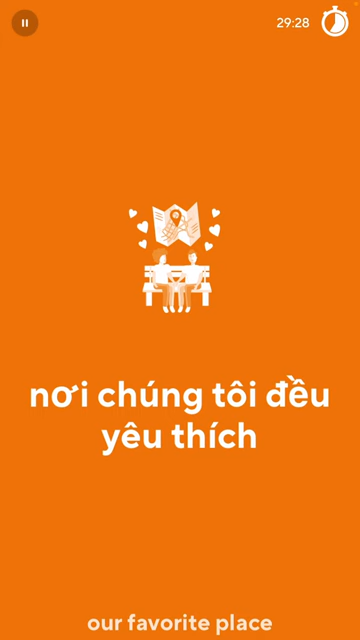 29:28
nơi chúng tôi đều
yêu thích
our favorite place